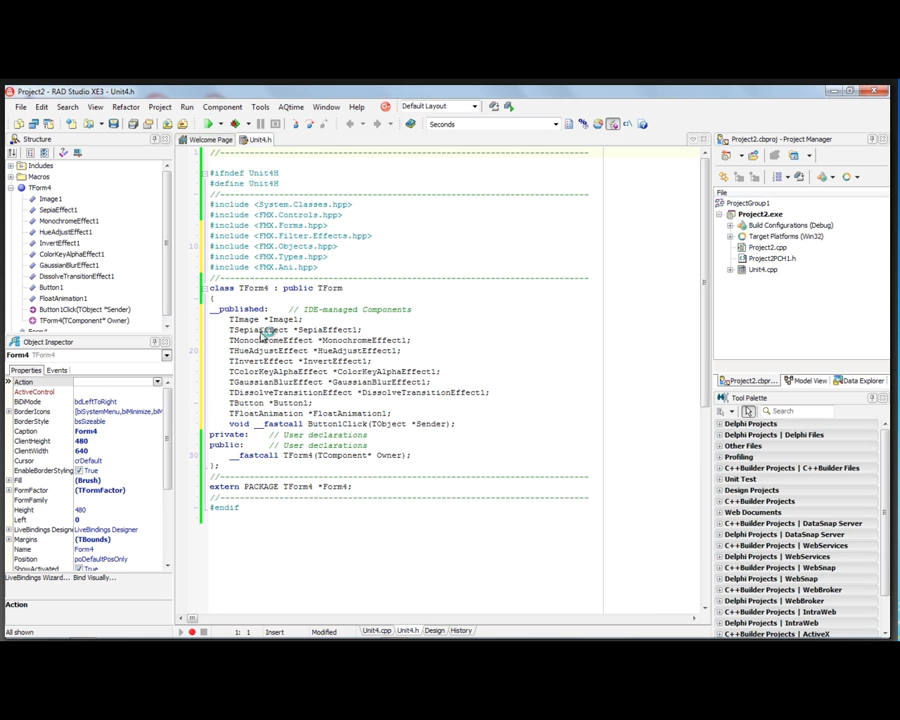 Project2 - RAD Studio XE3 - Unit4.h
File Edit Search View Refactor Project Run Component Tools AQtime Window Help Default Layout
Seconds
Structure
Includes
Macros
TForm4
Image1
SepiaEffect1
MonochromeEffect1
HueAdjustEffect1
InvertEffect1
ColorKeyAlphaEffect1
GaussianBlurEffect1
DissolveTransitionEffect1
Button1
FloatAnimation1
Button1Click(TObject *Sender)
TForm4(TComponent* Owner)
Object Inspector
Form4 TForm4
Properties Events
Action
ActiveControl
BiDiMode bdLeftToRight
BorderIcons [biSystemMenu,biMinimize,biM
BorderStyle bsSizeable
Caption Form4
ClientHeight 480
ClientWidth 640
Cursor crDefault
EnableBorderStyling True
Fill (Brush)
FormFactor (TFormFactor)
FormFamily
Height 480
Left 0
LiveBindings Designe LiveBindings Designer
Margins (TBounds)
Name Form4
Position poDefaultPosOnly
ShowActivated True
LiveBindings Wizard... Bind Visually...
Action
All shown
Welcome Page Unit4.h
1 //---------------------------------------------------------------------------
#ifndef Unit4H
#define Unit4H
//---------------------------------------------------------------------------
#include <System.Classes.hpp>
#include <FMX.Controls.hpp>
#include <FMX.Forms.hpp>
#include <FMX.Filter.Effects.hpp>
10 #include <FMX.Objects.hpp>
#include <FMX.Types.hpp>
#include <FMX.Ani.hpp>
//---------------------------------------------------------------------------
class TForm4 : public TForm
{
__published: // IDE-managed Components
TImage *Image1;
TSepiaEffect *SepiaEffect1;
TMonochromeEffect *MonochromeEffect1;
20 THueAdjustEffect *HueAdjustEffect1;
TInvertEffect *InvertEffect1;
TColorKeyAlphaEffect *ColorKeyAlphaEffect1;
TGaussianBlurEffect *GaussianBlurEffect1;
TDissolveTransitionEffect *DissolveTransitionEffect1;
TButton *Button1;
TFloatAnimation *FloatAnimation1;
void __fastcall Button1Click(TObject *Sender);
private: // User declarations
public: // User declarations
30 __fastcall TForm4(TComponent* Owner);
};
//---------------------------------------------------------------------------
extern PACKAGE TForm4 *Form4;
//---------------------------------------------------------------------------
#endif
1: 1 Insert Modified Unit4.cpp Unit4.h Design History
Project2.cbproj - Project Manager
File
ProjectGroup1
Project2.exe
Build Configurations (Debug)
Target Platforms (Win32)
Project2.cpp
Project2PCH1.h
Unit4.cpp
Project2.cbpr... Model View Data Explorer
Tool Palette
Search
Delphi Projects
Delphi Projects | Delphi Files
Other Files
Profiling
C++Builder Projects | C++Builder Files
Unit Test
Design Projects
C++Builder Projects
Web Documents
C++Builder Projects | DataSnap Server
Delphi Projects | DataSnap Server
C++Builder Projects | WebServices
Delphi Projects | WebServices
C++Builder Projects | WebSnap
Delphi Projects | WebSnap
C++Builder Projects | WebBroker
Delphi Projects | WebBroker
C++Builder Projects | IntraWeb
Delphi Projects | IntraWeb
C++Builder Projects | ActiveX